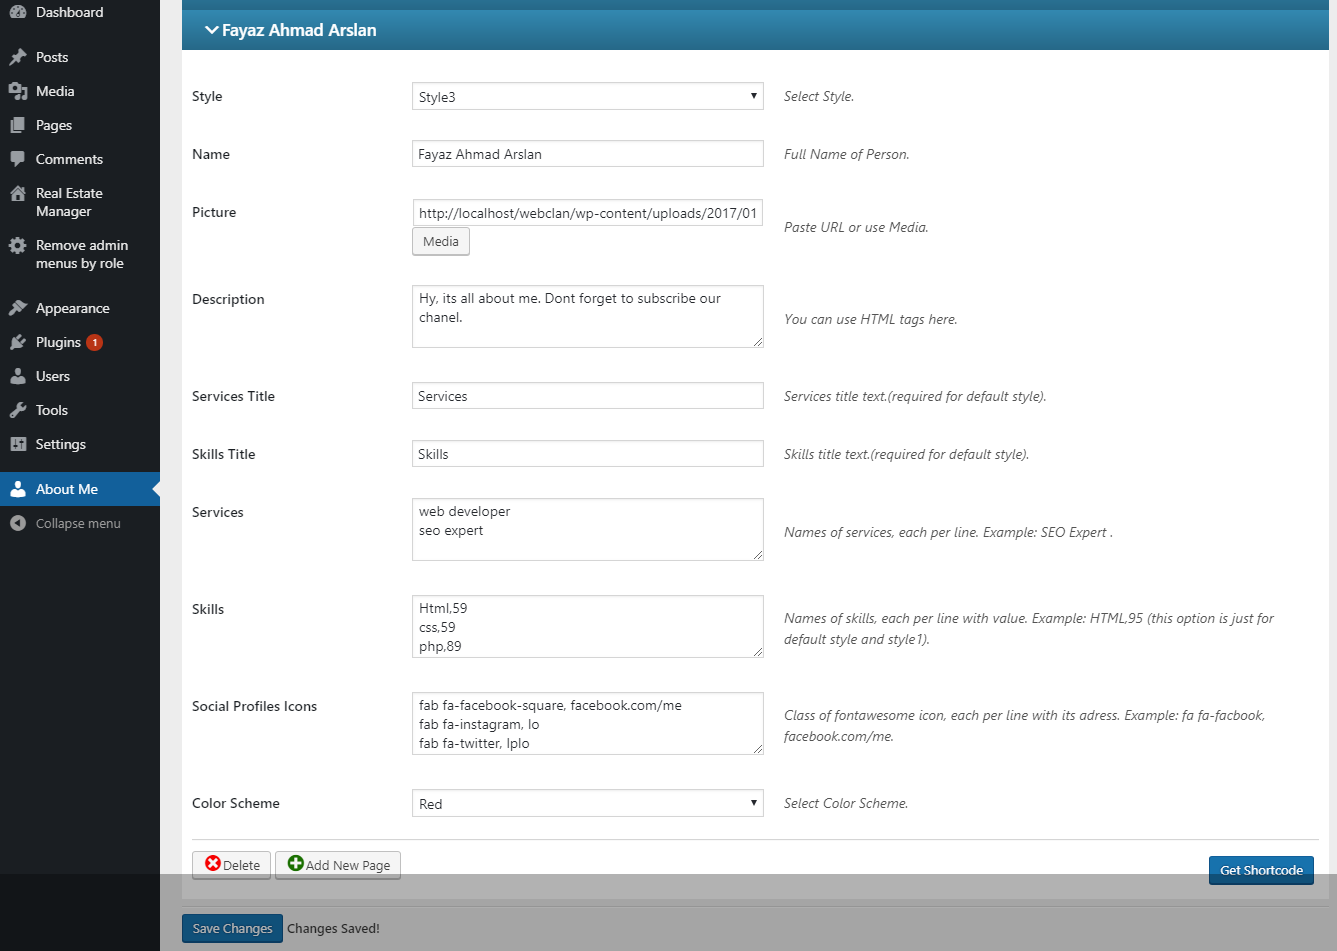 Dashboard
Posts
Media
Pages
Comments
Real Estate
Manager
Remove admin
menus by role
Appearance
Plugins 1
Users
Tools
Settings
About Me
Collapse menu
Fayaz Ahmad Arslan
Style
Style3
Select Style.
Name
Fayaz Ahmad Arslan
Full Name of Person.
Picture
http://localhost/webclan/wp-content/uploads/2017/01
Media
Paste URL or use Media.
Description
Hy, its all about me. Dont forget to subscribe our
chanel.
You can use HTML tags here.
Services Title
Services
Services title text.(required for default style).
Skills Title
Skills
Skills title text.(required for default style).
Services
web developer
seo expert
Names of services, each per line. Example: SEO Expert .
Skills
Html,59
css,59
php,89
Names of skills, each per line with value. Example: HTML,95 (this option is just for
default style and style1).
Social Profiles Icons
fab fa-facebook-square, facebook.com/me
fab fa-instagram, lo
fab fa-twitter, lplo
Class of fontawesome icon, each per line with its adress. Example: fa fa-facbook,
facebook.com/me.
Color Scheme
Red
Select Color Scheme.
Delete
Add New Page
Get Shortcode
Save Changes
Changes Saved!